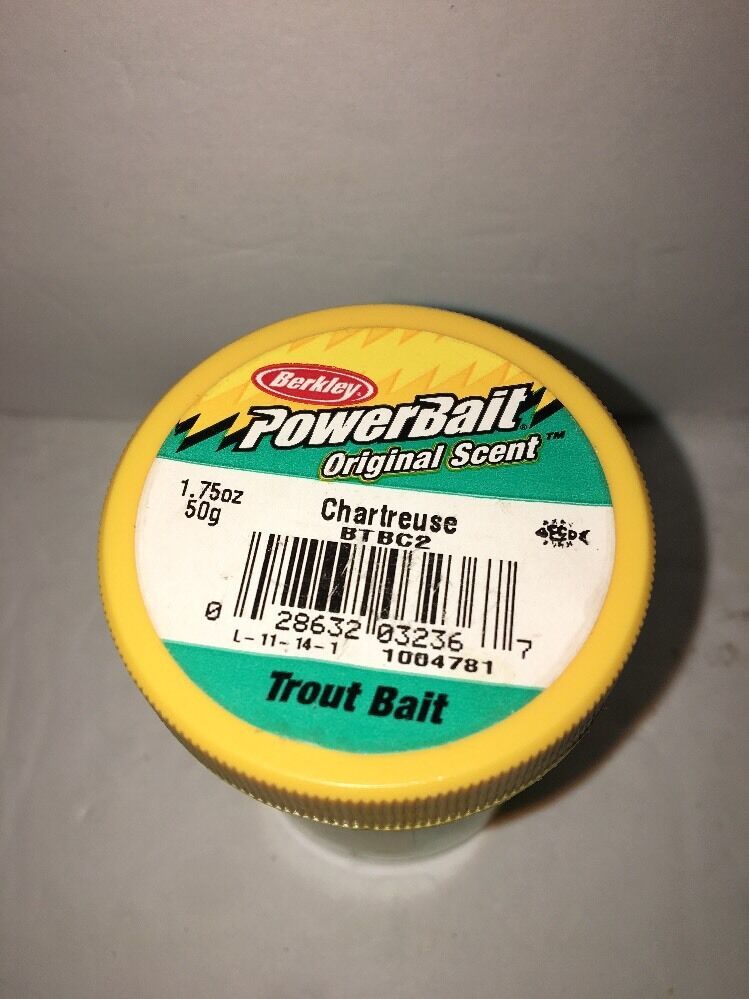 Berkley
PowerBait®
Original Scent™
1.75oz
50g
Chartreuse
BTBC2
0 28632 03236 7
L-11-14-1
1004781
Trout Bait